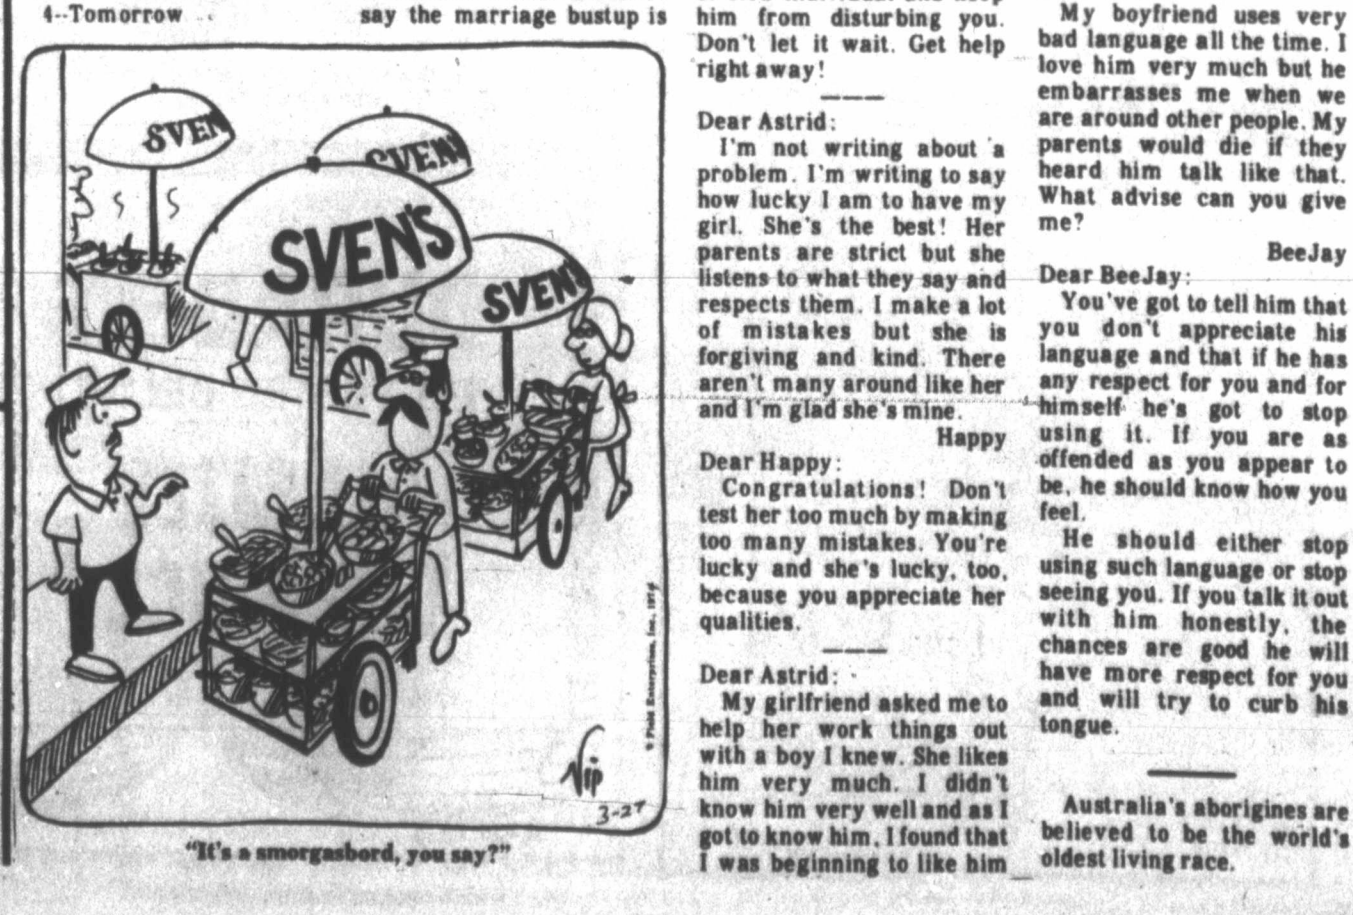 4--Tomorrow
say the marriage bustup is
SVEN
SVEN
SVEN'S
SVEN'
© Field Enterprises, Inc., 1974
Vip
3-27
"It's a smorgasbord, you say?"
him from disturbing you.
Don't let it wait. Get help
right away!
Dear Astrid:
I'm not writing about a
problem. I'm writing to say
how lucky I am to have my
girl. She's the best! Her
parents are strict but she
listens to what they say and
respects them. I make a lot
of mistakes but she is
forgiving and kind. There
aren't many around like her
and I'm glad she's mine.
Happy
Dear Happy:
Congratulations! Don't
test her too much by making
too many mistakes. You're
lucky and she's lucky, too,
because you appreciate her
qualities.
Dear Astrid:
My girlfriend asked me to
help her work things out
with a boy I knew. She likes
him very much. I didn't
know him very well and as I
got to know him, I found that
I was beginning to like him
My boyfriend uses very
bad language all the time. I
love him very much but he
embarrasses me when we
are around other people. My
parents would die if they
heard him talk like that.
What advise can you give
me?
BeeJay
Dear BeeJay:
You've got to tell him that
you don't appreciate his
language and that if he has
any respect for you and for
himself he's got to stop
using it. If you are as
offended as you appear to
be, he should know how you
feel.
He should either stop
using such language or stop
seeing you. If you talk it out
with him honestly, the
chances are good he will
have more respect for you
and will try to curb his
tongue.
Australia's aborigines are
believed to be the world's
oldest living race.